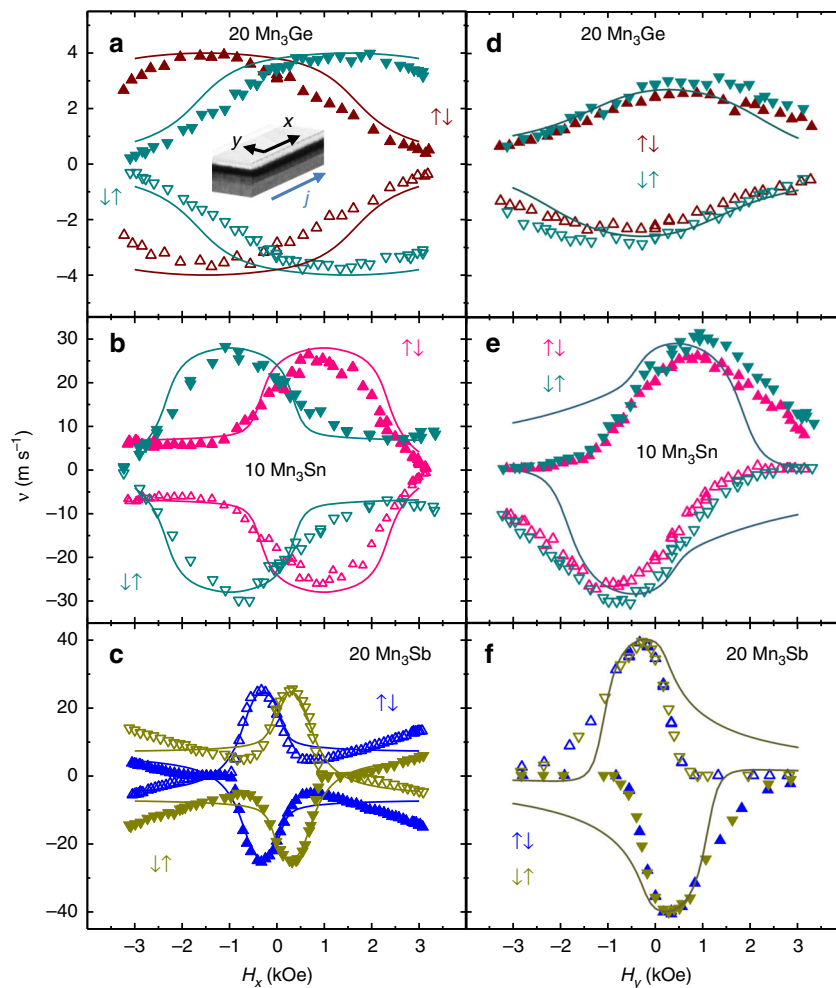 a
20 Mn₃Ge
4
2
0
−2
−4
y
x
j
↑↓
↓↑
d
20 Mn₃Ge
↑↓
↓↑
b
↑↓
30
20
10
0
−10
−20
−30
10 Mn₃Sn
↓↑
ν (m s⁻¹)
e
↑↓
↓↑
10 Mn₃Sn
c
20 Mn₃Sb
↑↓
40
20
0
−20
−40
↓↑
−3 −2 −1 0 1 2 3
Hₓ (kOe)
f
20 Mn₃Sb
↑↓
↓↑
−3 −2 −1 0 1 2 3
Hᵧ (kOe)